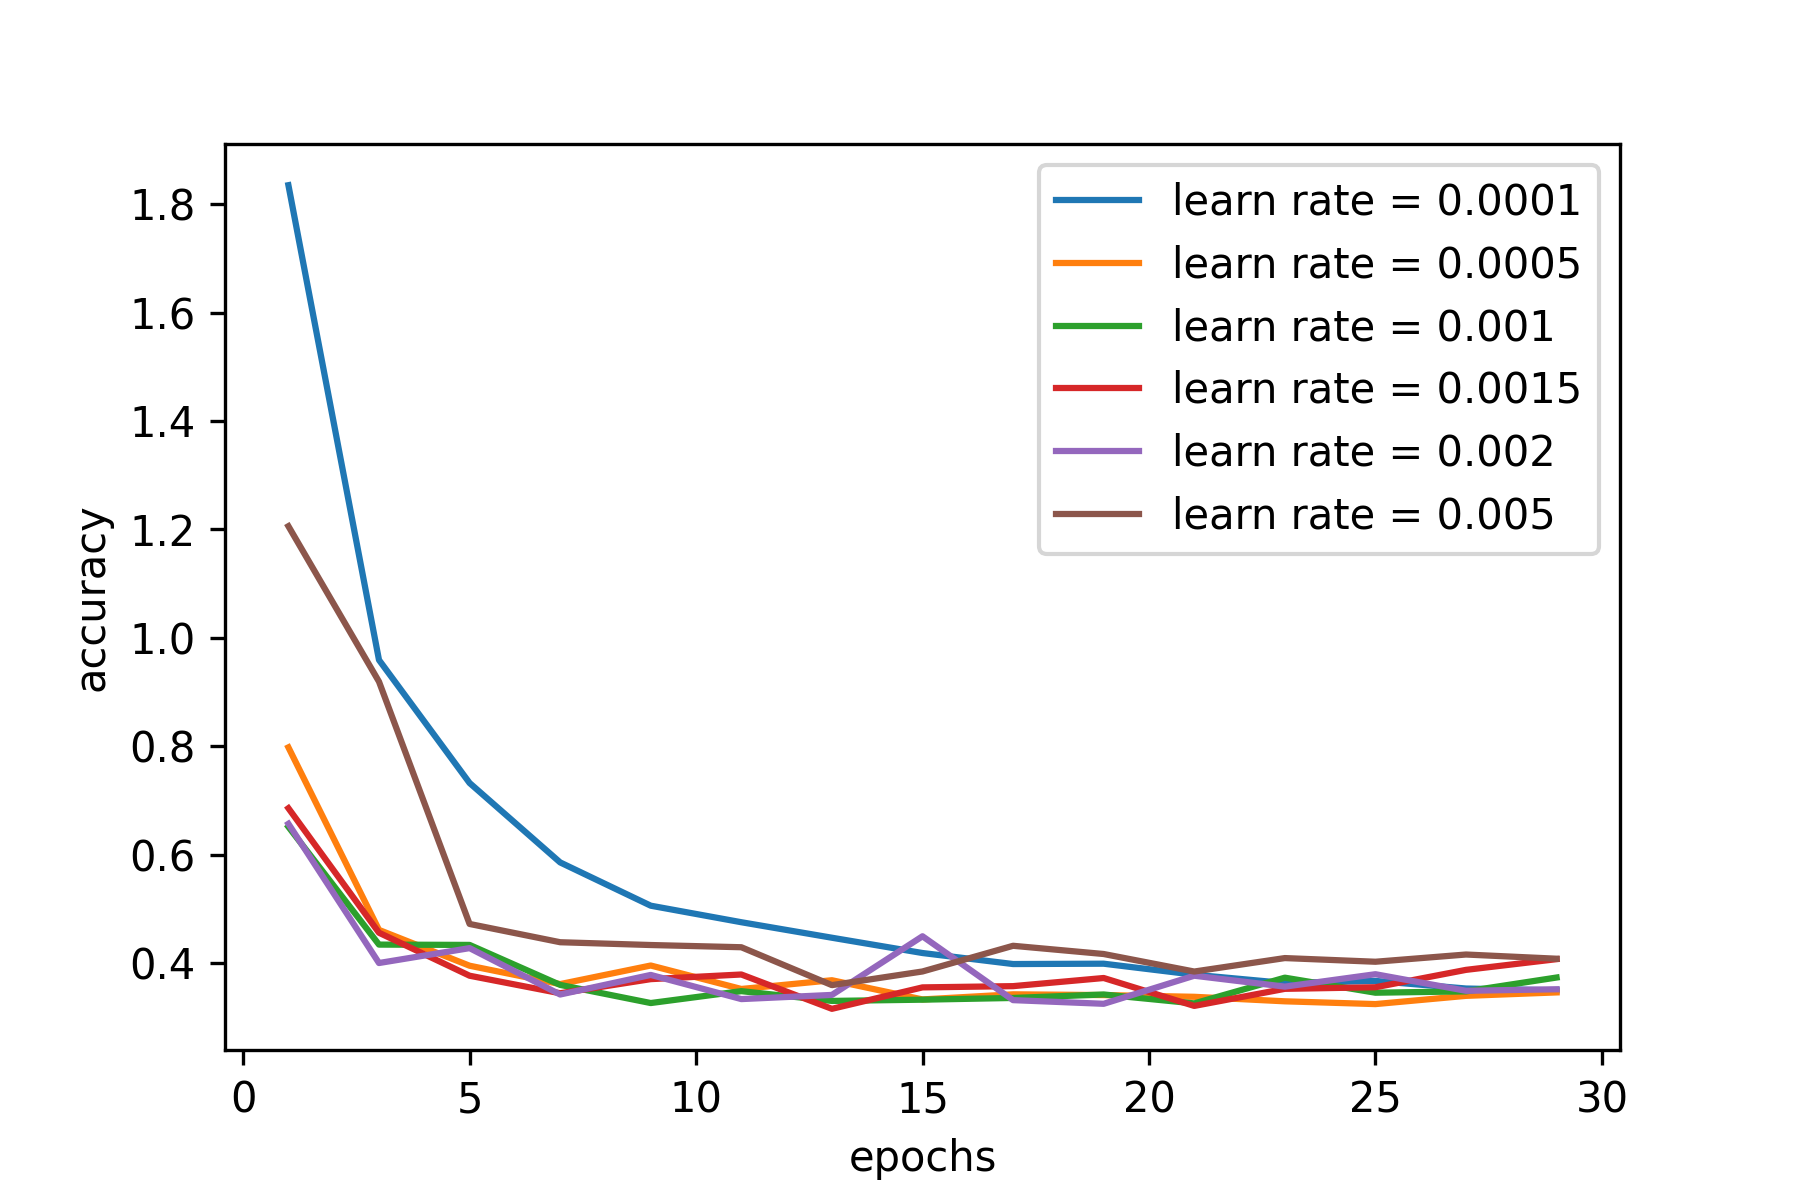 learn rate = 0.0001
learn rate = 0.0005
learn rate = 0.001
learn rate = 0.0015
learn rate = 0.002
learn rate = 0.005
accuracy
1.8
1.6
1.4
1.2
1.0
0.8
0.6
0.4
0 5 10 15 20 25 30
epochs